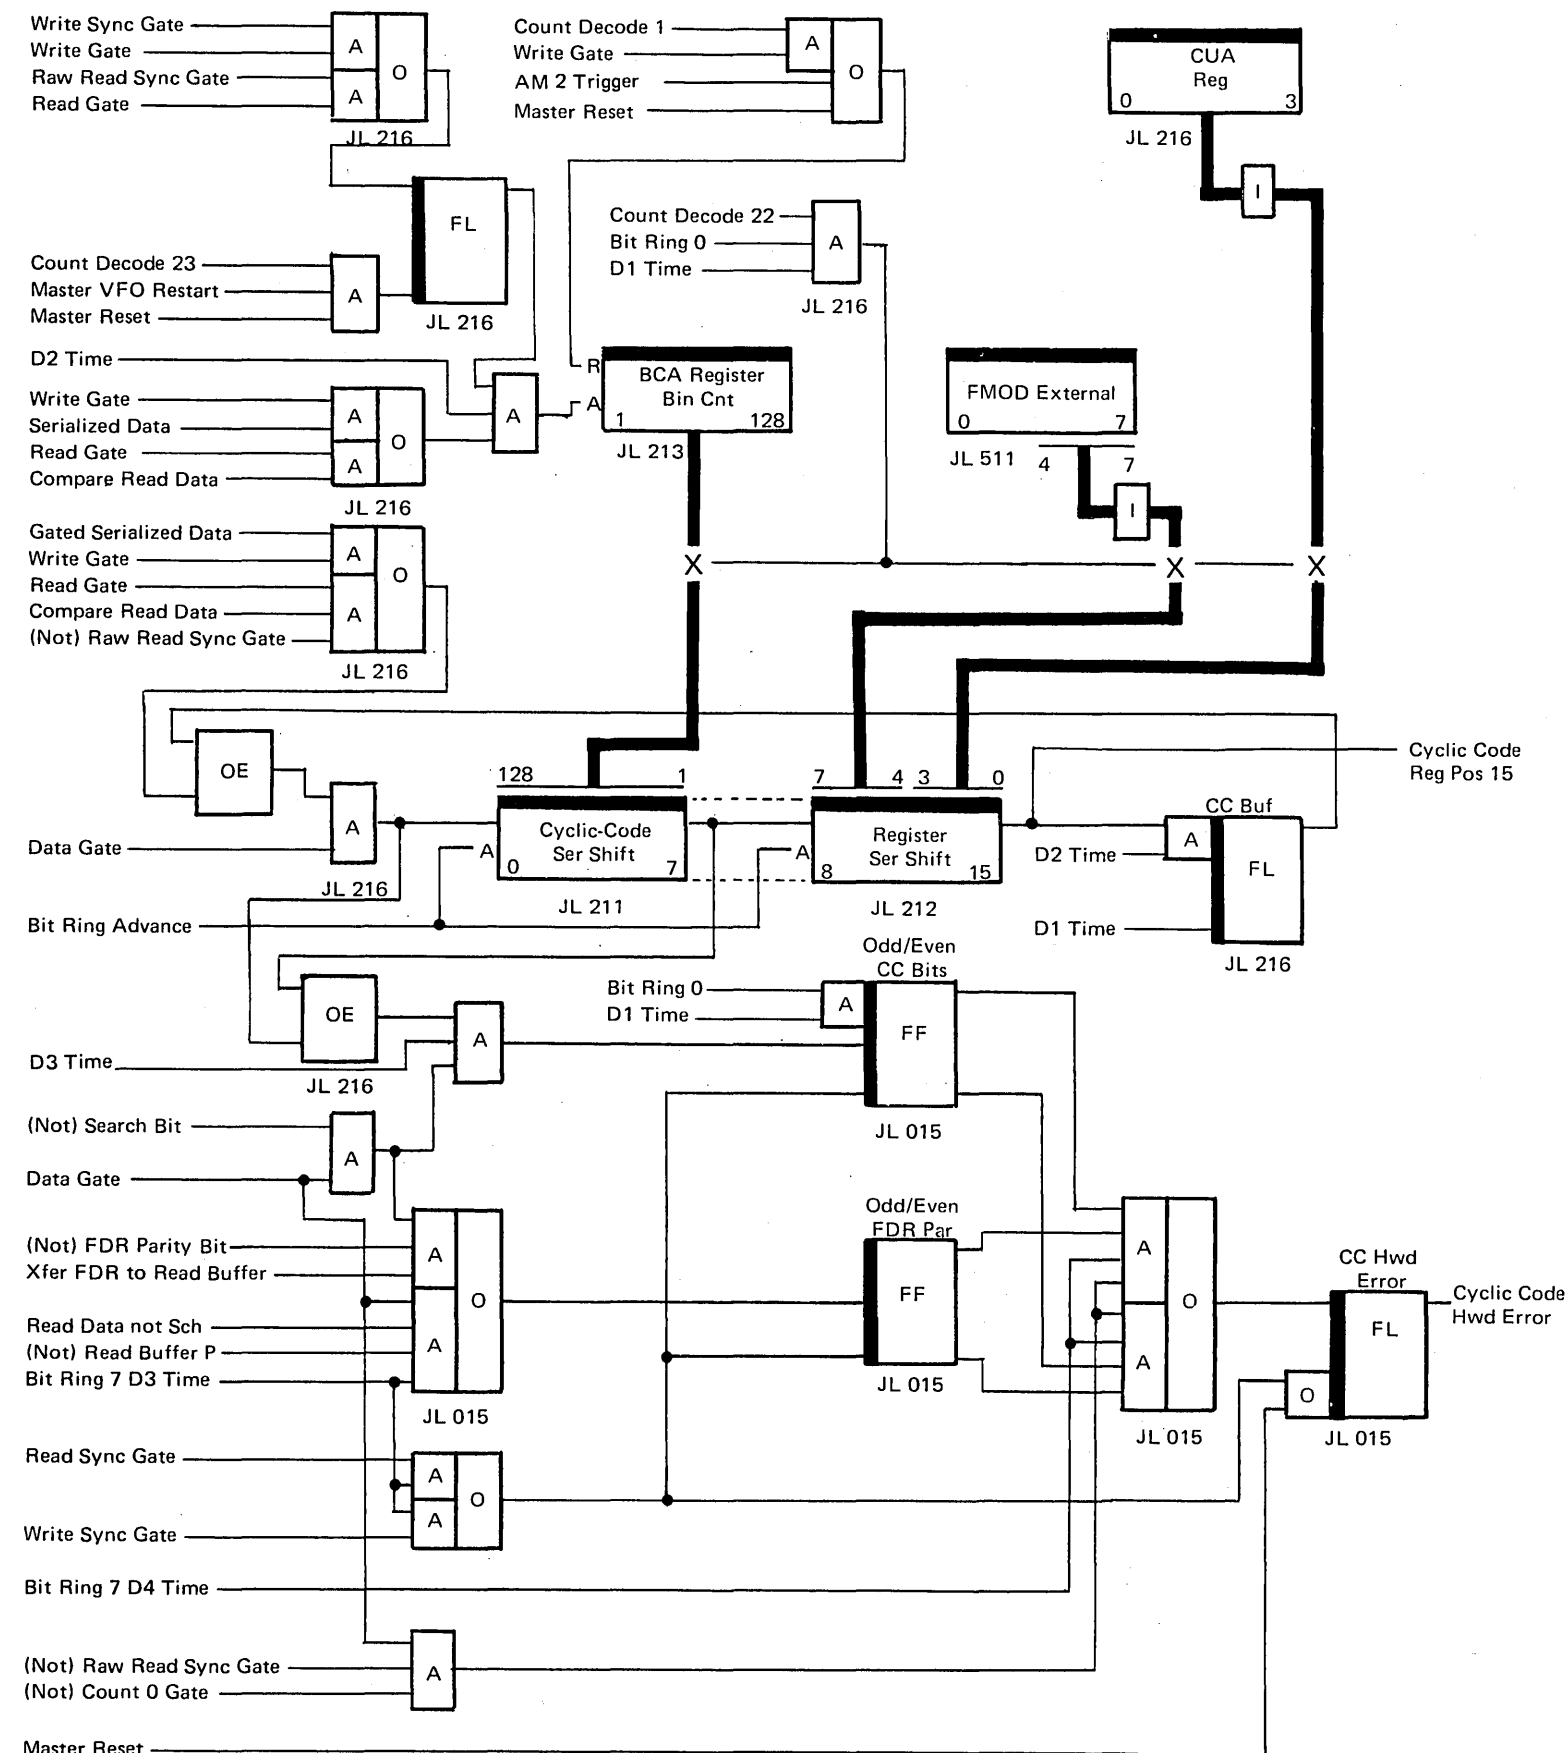 Write Sync Gate
Write Gate
Raw Read Sync Gate
Read Gate
A
A
O
JL 216
Count Decode 1
Write Gate
AM 2 Trigger
Master Reset
A
O
CUA
Reg
0 3
JL 216
I
FL
JL 216
Count Decode 23
Master VFO Restart
Master Reset
A
Count Decode 22
Bit Ring 0
D1 Time
A
JL 216
D2 Time
Write Gate
Serialized Data
Read Gate
Compare Read Data
A
A
O
JL 216
A
R
A
BCA Register
Bin Cnt
1 128
JL 213
FMOD External
0 7
JL 511
4 7
I
X
X
X
Gated Serialized Data
Write Gate
Read Gate
Compare Read Data
(Not) Raw Read Sync Gate
A
A
O
JL 216
OE
Data Gate
A
JL 216
128 1
A
Cyclic-Code
Ser Shift
0 7
JL 211
7 4 3 0
A
Register
Ser Shift
8 15
JL 212
Cyclic Code
Reg Pos 15
CC Buf
A
D2 Time
FL
D1 Time
JL 216
Bit Ring Advance
OE
JL 216
D3 Time
A
Odd/Even
CC Bits
Bit Ring 0
D1 Time
A
FF
JL 015
(Not) Search Bit
Data Gate
A
(Not) FDR Parity Bit
Xfer FDR to Read Buffer
Read Data not Sch
(Not) Read Buffer P
Bit Ring 7 D3 Time
A
A
O
JL 015
Odd/Even
FDR Par
FF
JL 015
A
A
O
JL 015
CC Hwd
Error
FL
O
JL 015
Cyclic Code
Hwd Error
Read Sync Gate
Write Sync Gate
A
A
O
Bit Ring 7 D4 Time
(Not) Raw Read Sync Gate
(Not) Count 0 Gate
A
Master Reset